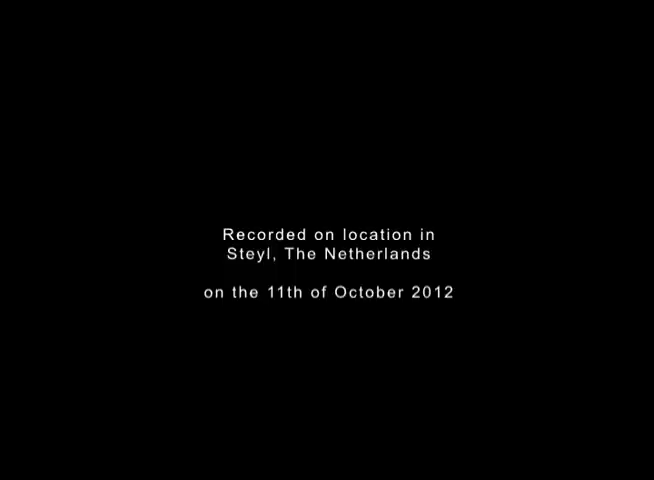 Recorded on location in
Steyl, The Netherlands
on the 11th of October 2012